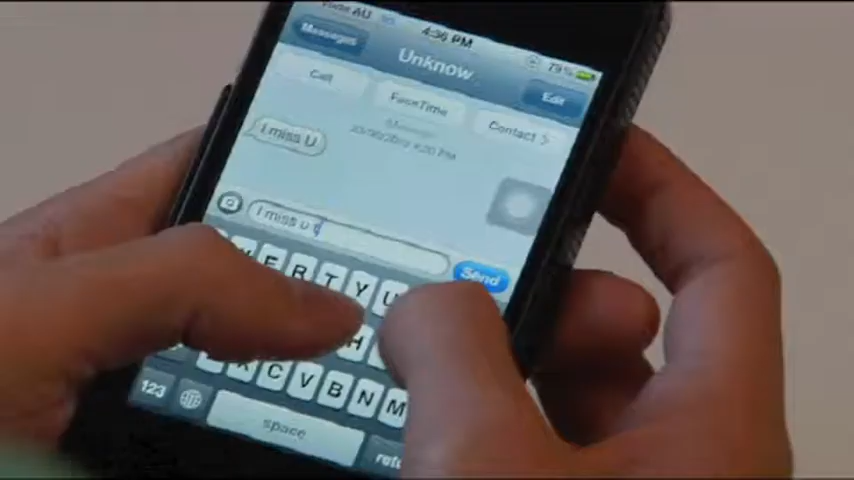 4:36 PM
79%
Messages
Unknow
Edit
Call
FaceTime
Contact
I miss U
I miss u t
Send
E R T Y U
H
C V B N M
123
space